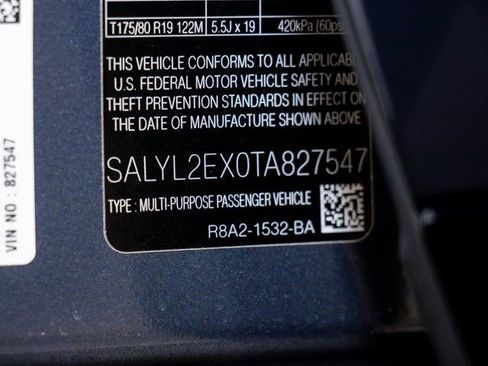 T175/80 R19 122M 5.5J x 19 420kPa (60psi
THIS VEHICLE CONFORMS TO ALL APPLICABLE
U.S. FEDERAL MOTOR VEHICLE SAFETY AND
THEFT PREVENTION STANDARDS IN EFFECT ON
THE DATE OF MANUFACTURE SHOWN ABOVE
SALYL2EX0TA827547
TYPE : MULTI-PURPOSE PASSENGER VEHICLE
R8A2-1532-BA
VIN NO : 827547